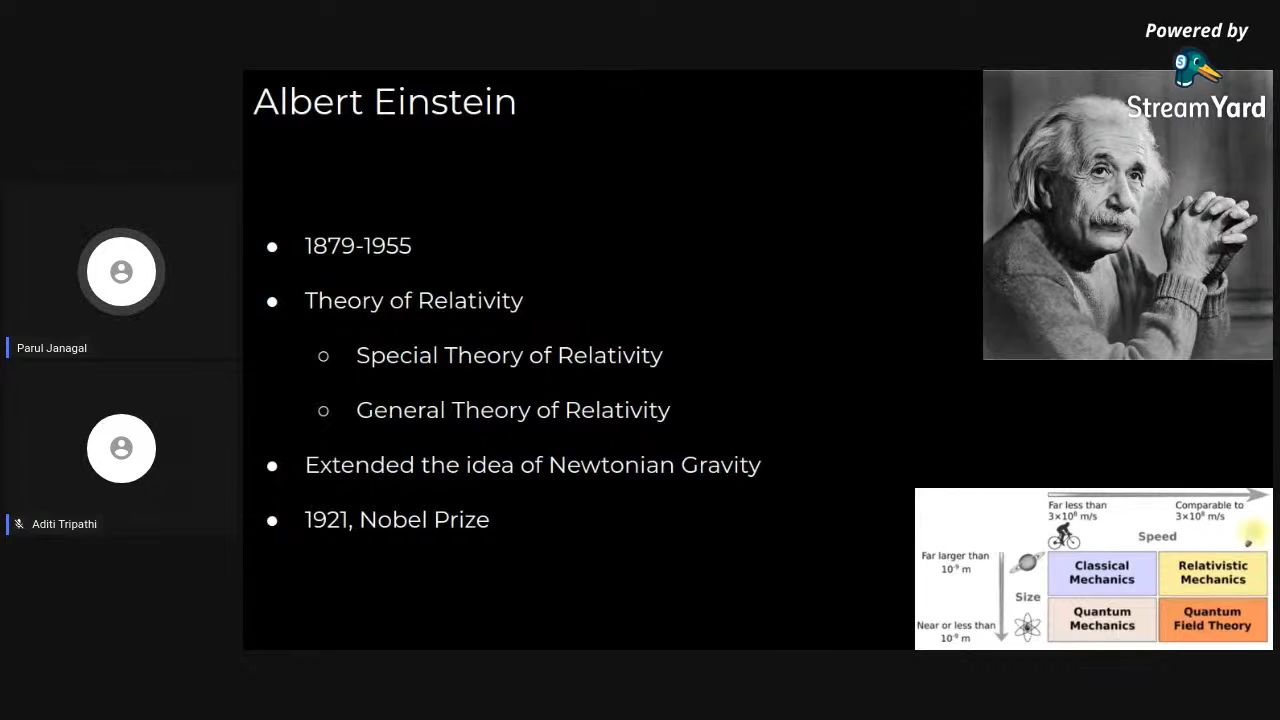 Powered by
StreamYard
Albert Einstein
1879-1955
Theory of Relativity
Special Theory of Relativity
General Theory of Relativity
Extended the idea of Newtonian Gravity
1921, Nobel Prize
Parul Janagal
Aditi Tripathi
Far less than
3×10⁸ m/s
Comparable to
3×10⁸ m/s
Speed
Far larger than
10⁻⁹ m
Size
Near or less than
10⁻⁹ m
Classical
Mechanics
Relativistic
Mechanics
Quantum
Mechanics
Quantum
Field Theory